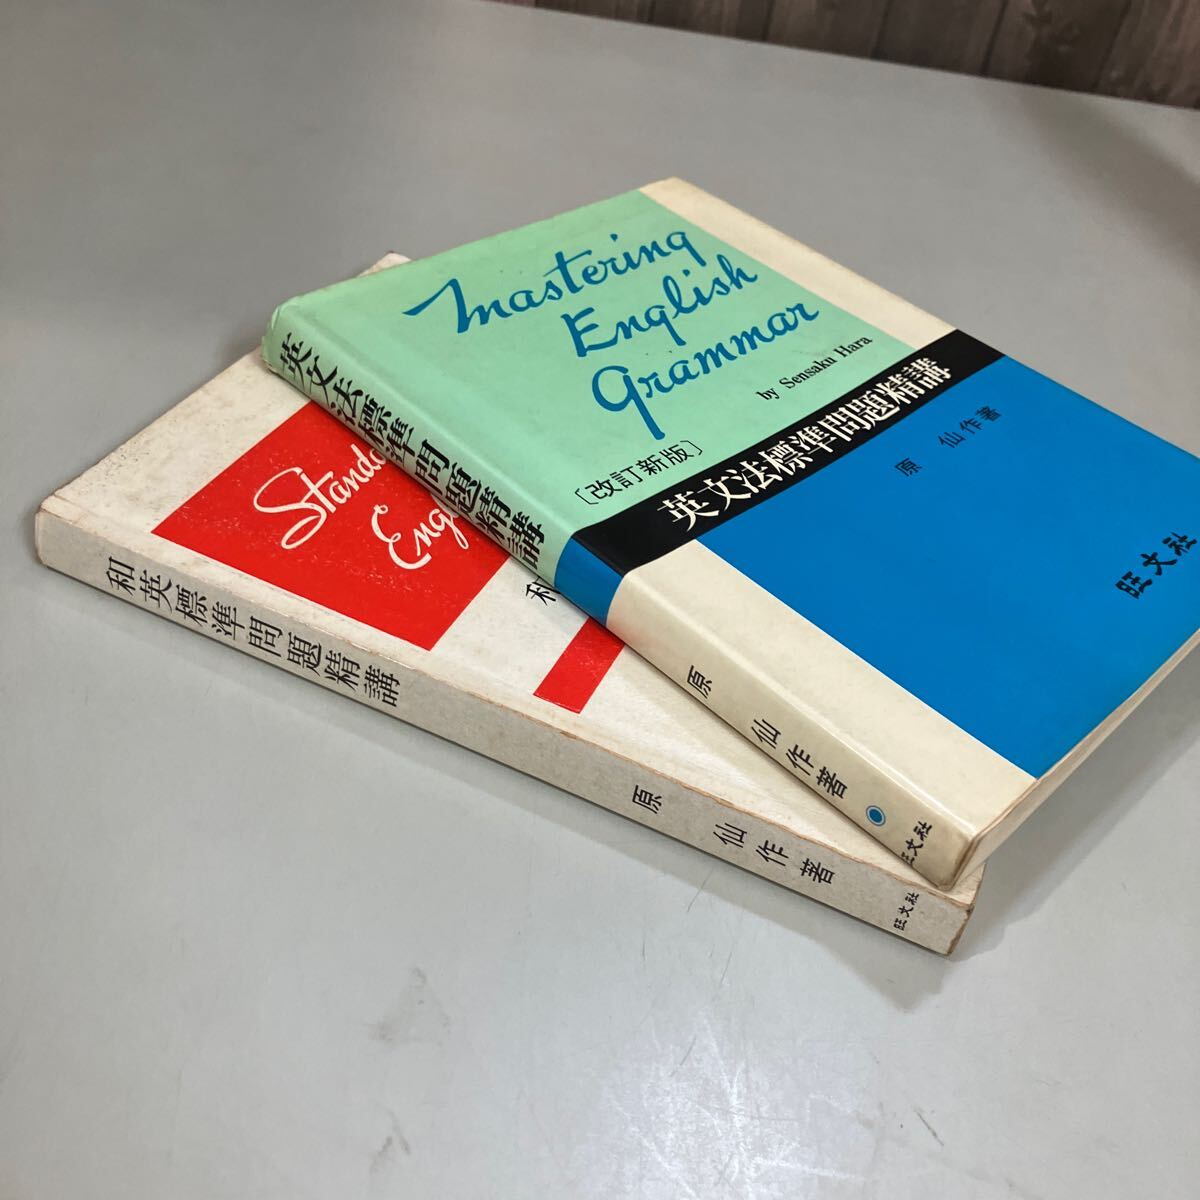 mastering
English
grammar
by Sensaku Hara
〔改訂新版〕
英文法標準問題精講
原 仙作著
旺文社
英文法標準問題精講
原 仙作著
旺文社
和英標準問題精講
原 仙作著
旺文社